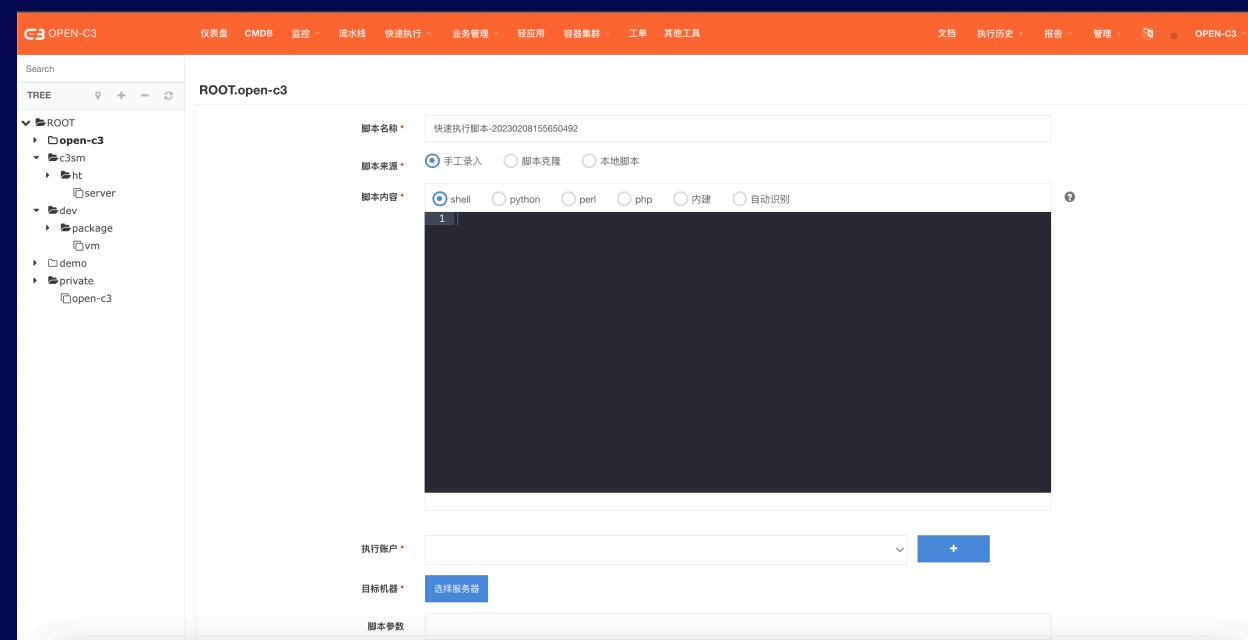 C3 OPEN-C3 仪表盘 CMDB 监控 流水线 快速执行 业务管理 轻应用 容器集群 工单 其他工具 文档 执行历史 报告 管理 OPEN-C3
Search
TREE
ROOT
open-c3
c3sm
ht
server
dev
package
vm
demo
private
open-c3
ROOT.open-c3
脚本名称 * 快速执行脚本-20230208155650492
脚本来源 * 手工录入 脚本克隆 本地脚本
脚本内容 * shell python perl php 内建 自动识别
1
执行账户 * +
目标机器 * 选择服务器
脚本参数